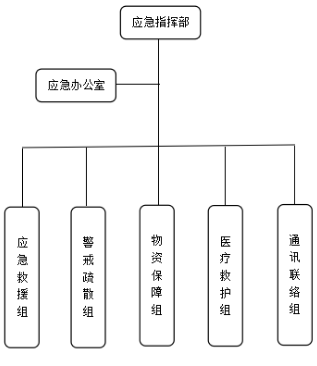 应急指挥部
应急办公室
应急救援组
警戒疏散组
物资保障组
医疗救护组
通讯联络组